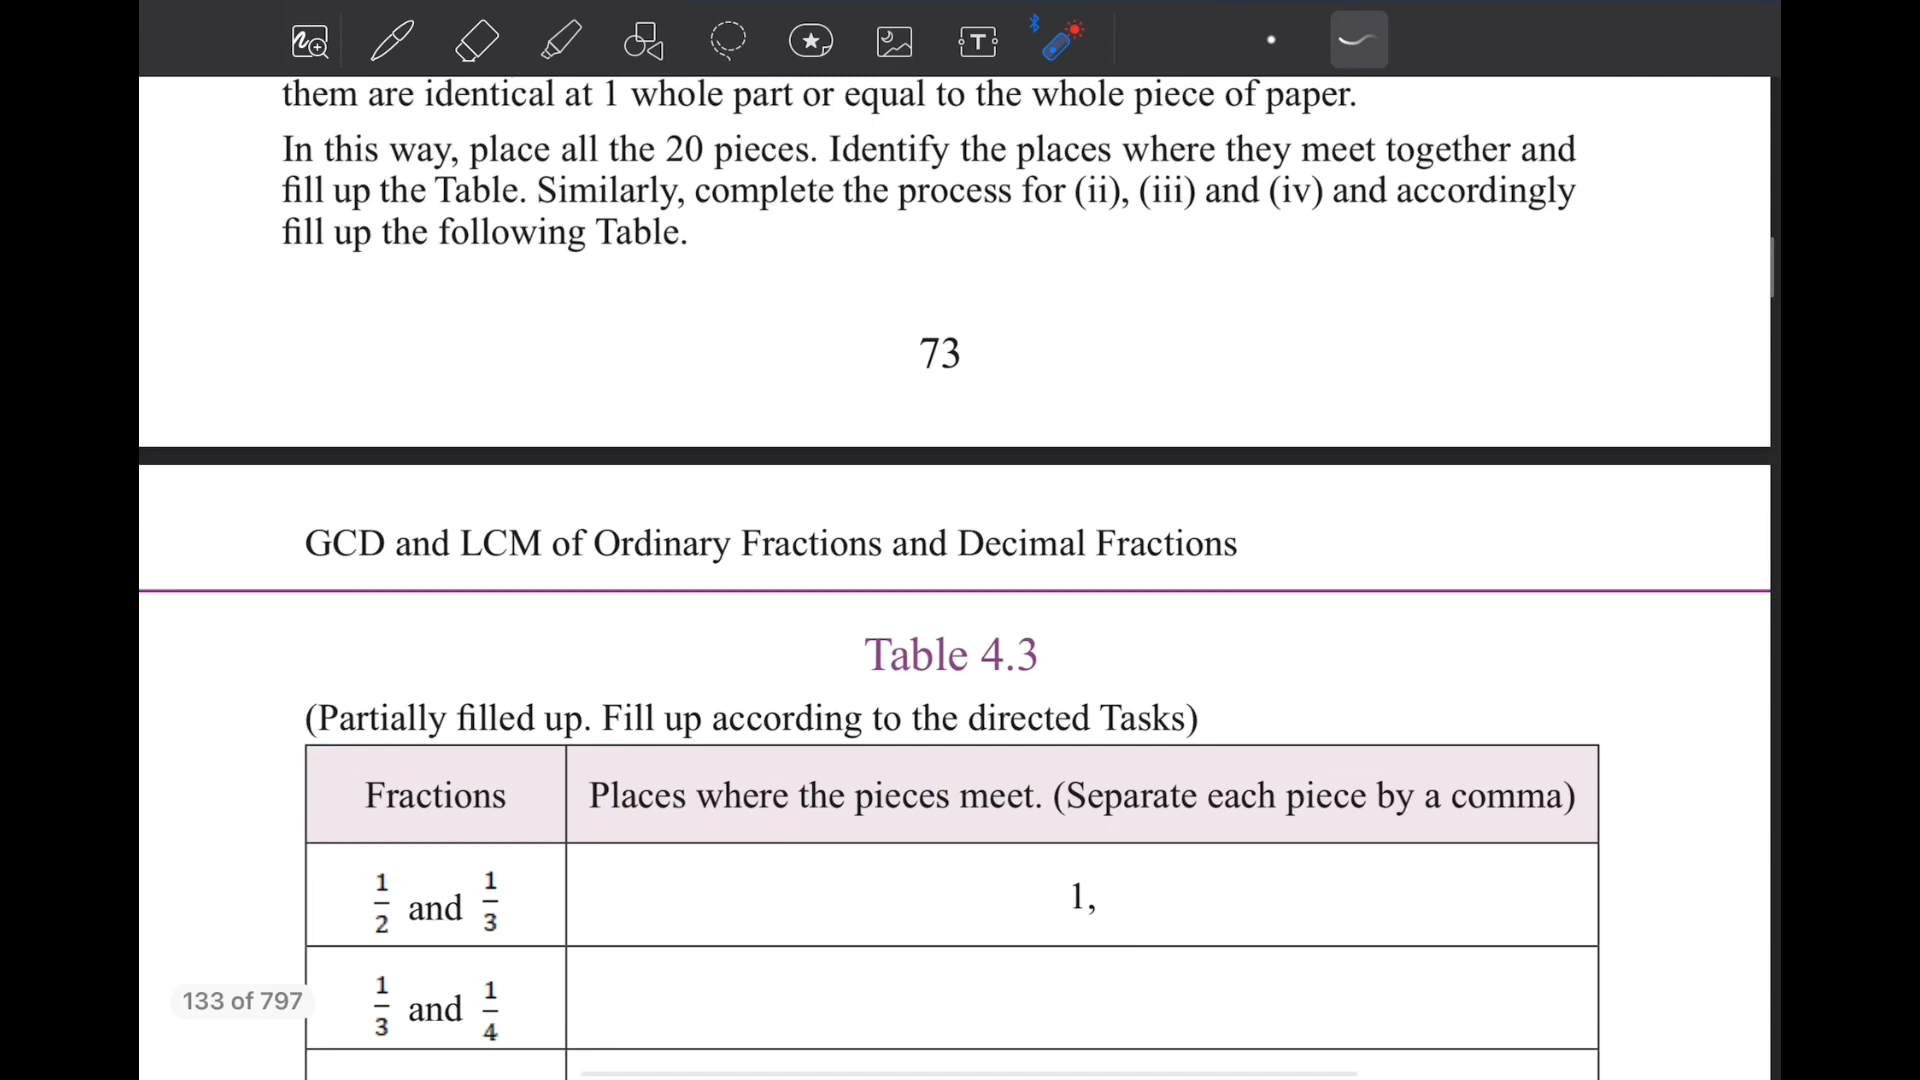 them are identical at 1 whole part or equal to the whole piece of paper.
In this way, place all the 20 pieces. Identify the places where they meet together and
fill up the Table. Similarly, complete the process for (ii), (iii) and (iv) and accordingly
fill up the following Table.
73
GCD and LCM of Ordinary Fractions and Decimal Fractions
Table 4.3
(Partially filled up. Fill up according to the directed Tasks)
Fractions Places where the pieces meet. (Separate each piece by a comma)
1/2 and 1/3 1,
1/3 and 1/4
133 of 797